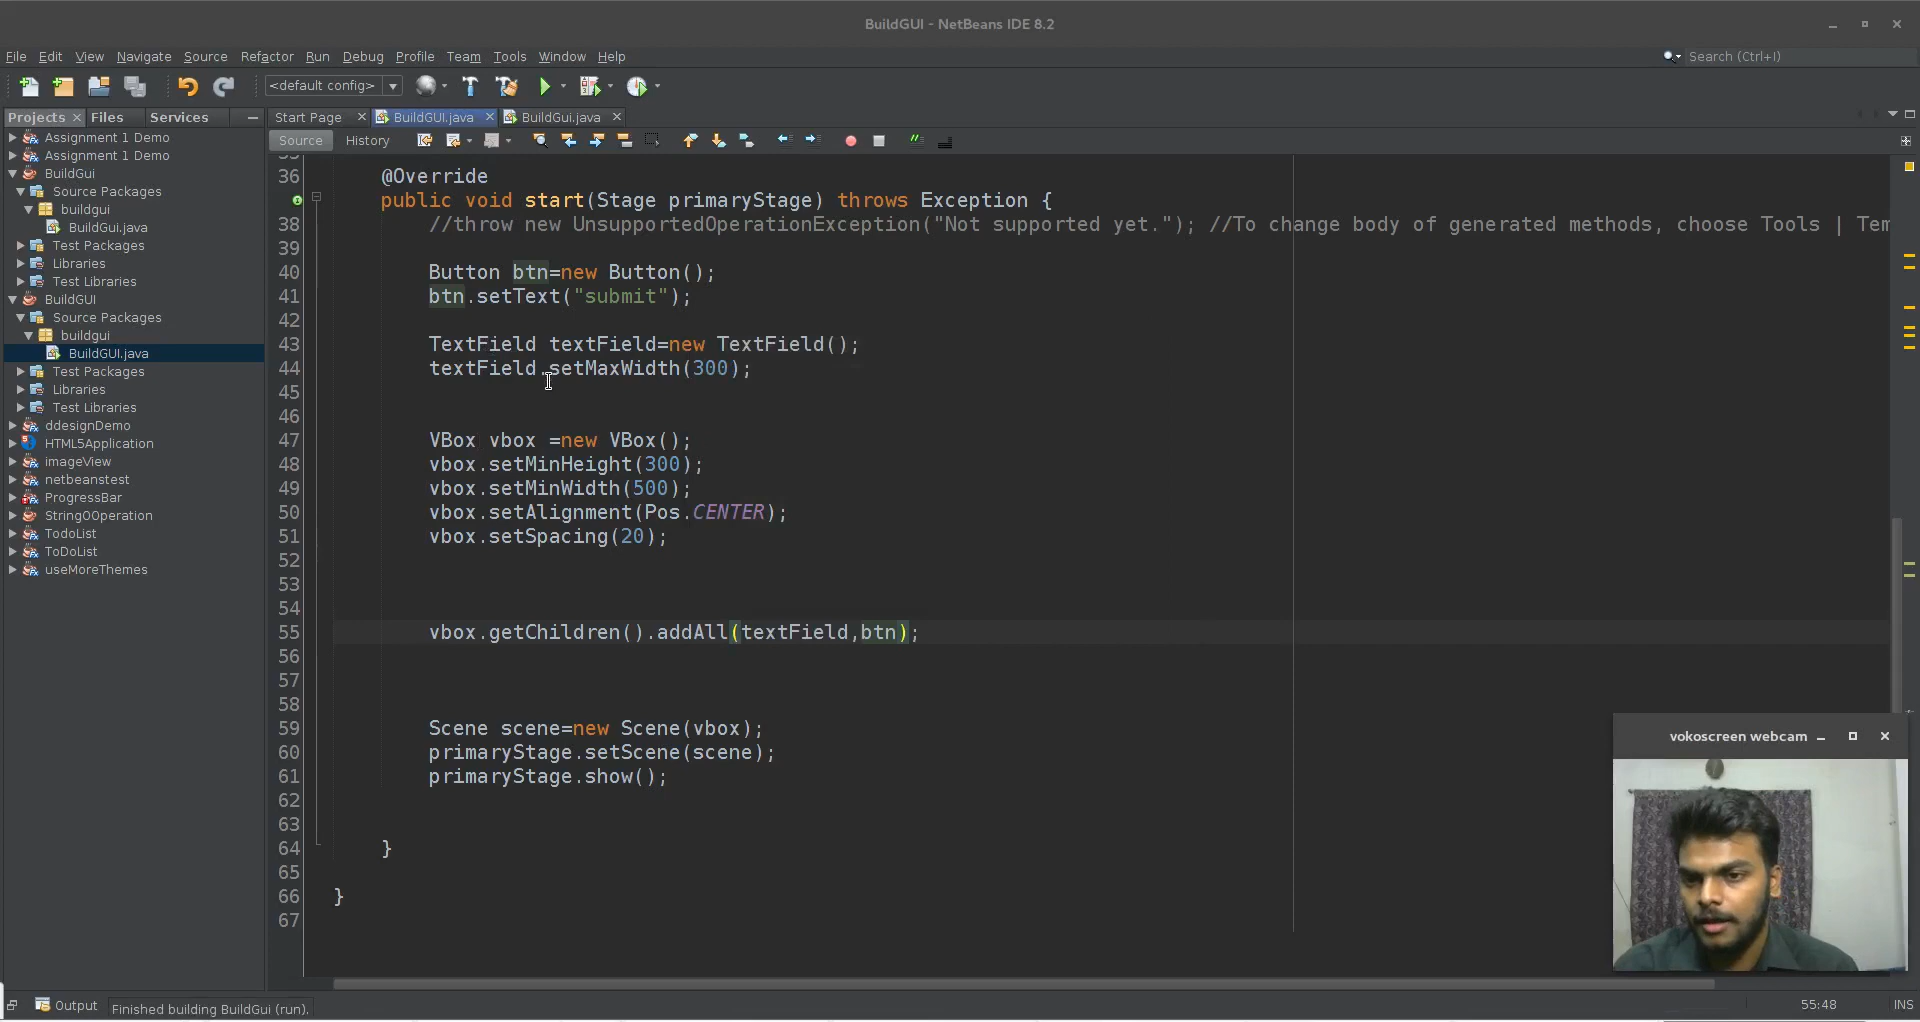 BuildGUI - NetBeans IDE 8.2
File Edit View Navigate Source Refactor Run Debug Profile Team Tools Window Help
Search (Ctrl+I)
<default config>
Projects Files Services
Start Page BuildGUI.java BuildGui.java
Source History
Assignment 1 Demo
Assignment 1 Demo
BuildGui
Source Packages
buildgui
BuildGui.java
Test Packages
Libraries
Test Libraries
BuildGUI
Source Packages
buildgui
BuildGUI.java
Test Packages
Libraries
Test Libraries
ddesignDemo
HTML5Application
imageView
netbeanstest
ProgressBar
StringOOperation
TodoList
ToDoList
useMoreThemes
36 @Override
public void start(Stage primaryStage) throws Exception {
38 //throw new UnsupportedOperationException("Not supported yet."); //To change body of generated methods, choose Tools | Tem
39
40 Button btn=new Button();
41 btn.setText("submit");
42
43 TextField textField=new TextField();
44 textField.setMaxWidth(300);
45
46
47 VBox vbox =new VBox();
48 vbox.setMinHeight(300);
49 vbox.setMinWidth(500);
50 vbox.setAlignment(Pos.CENTER);
51 vbox.setSpacing(20);
52
53
54
55 vbox.getChildren().addAll(textField,btn);
56
57
58
59 Scene scene=new Scene(vbox);
60 primaryStage.setScene(scene);
61 primaryStage.show();
62
63
64 }
65
66 }
67
vokoscreen webcam
Output Finished building BuildGui (run).
55:48 INS